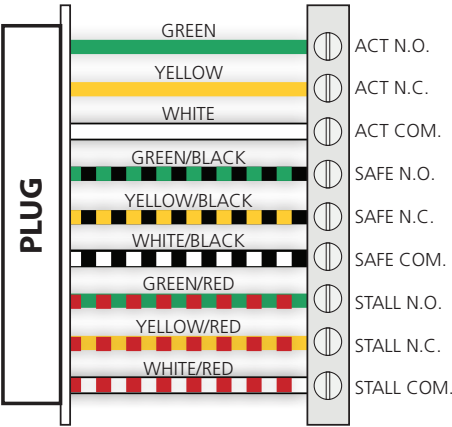 PLUG
GREEN
ACT N.O.
YELLOW
ACT N.C.
WHITE
ACT COM.
GREEN/BLACK
SAFE N.O.
YELLOW/BLACK
SAFE N.C.
WHITE/BLACK
SAFE COM.
GREEN/RED
STALL N.O.
YELLOW/RED
STALL N.C.
WHITE/RED
STALL COM.